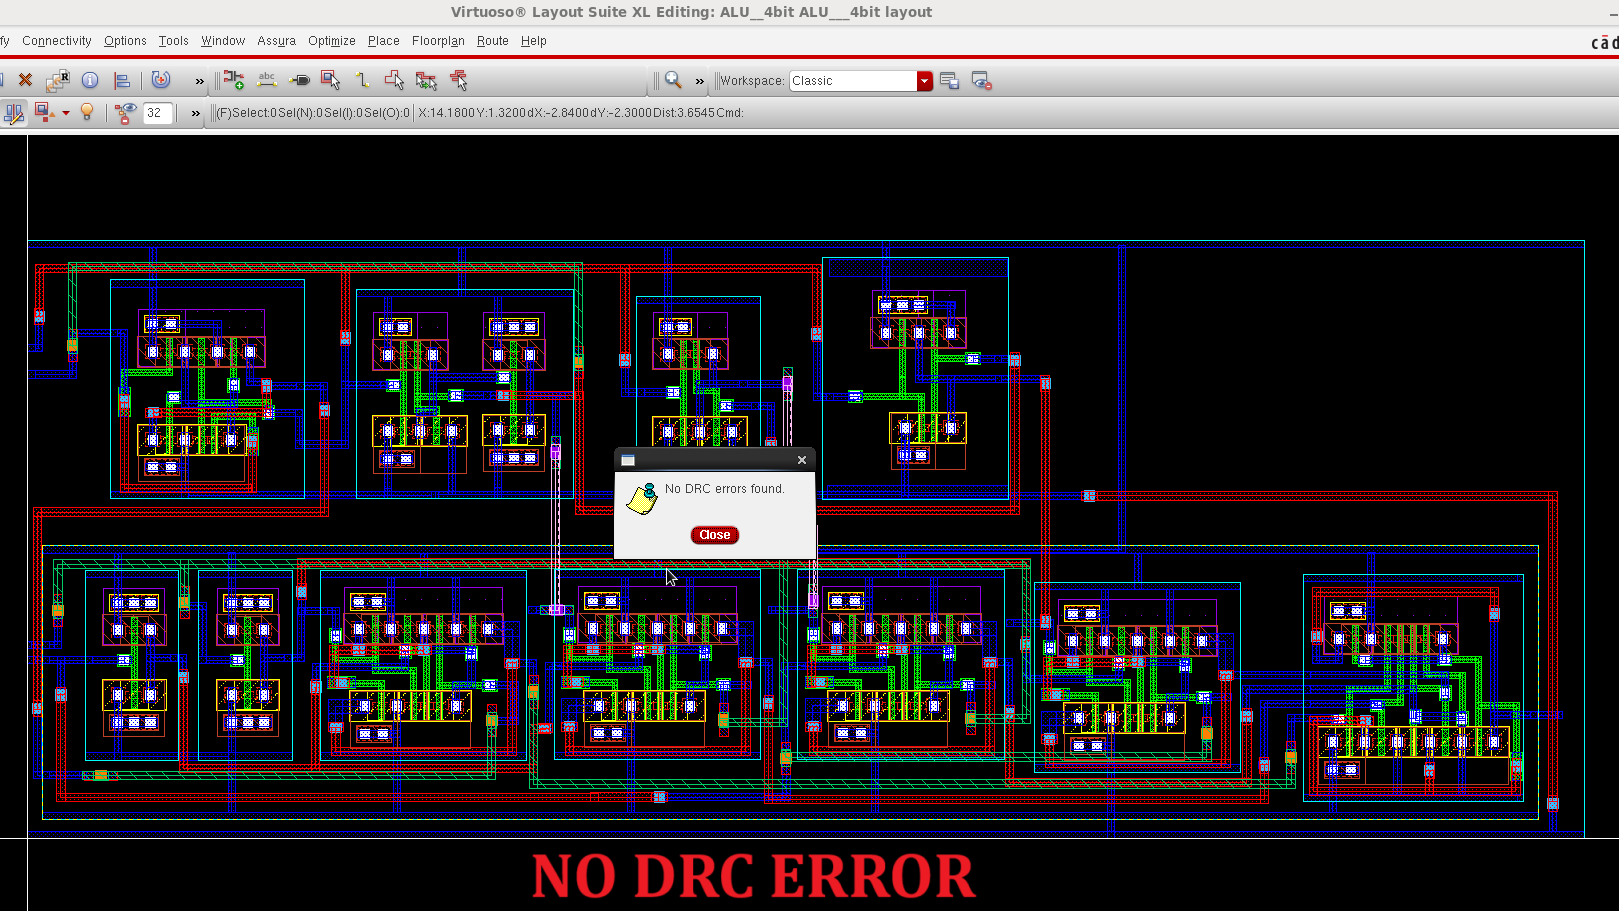 Virtuoso® Layout Suite XL Editing: ALU__4bit ALU___4bit layout
fy Connectivity Options Tools Window Assura Optimize Place Floorplan Route Help
cād
R abc » » Workspace: Classic
32 » (F)Select:0 Sel(N):0 Sel(I):0 Sel(O):0 X:14.1800 Y:1.3200 dX:-2.8400 dY:-2.3000 Dist:3.6545 Cmd:
No DRC errors found.
Close
NO DRC ERROR